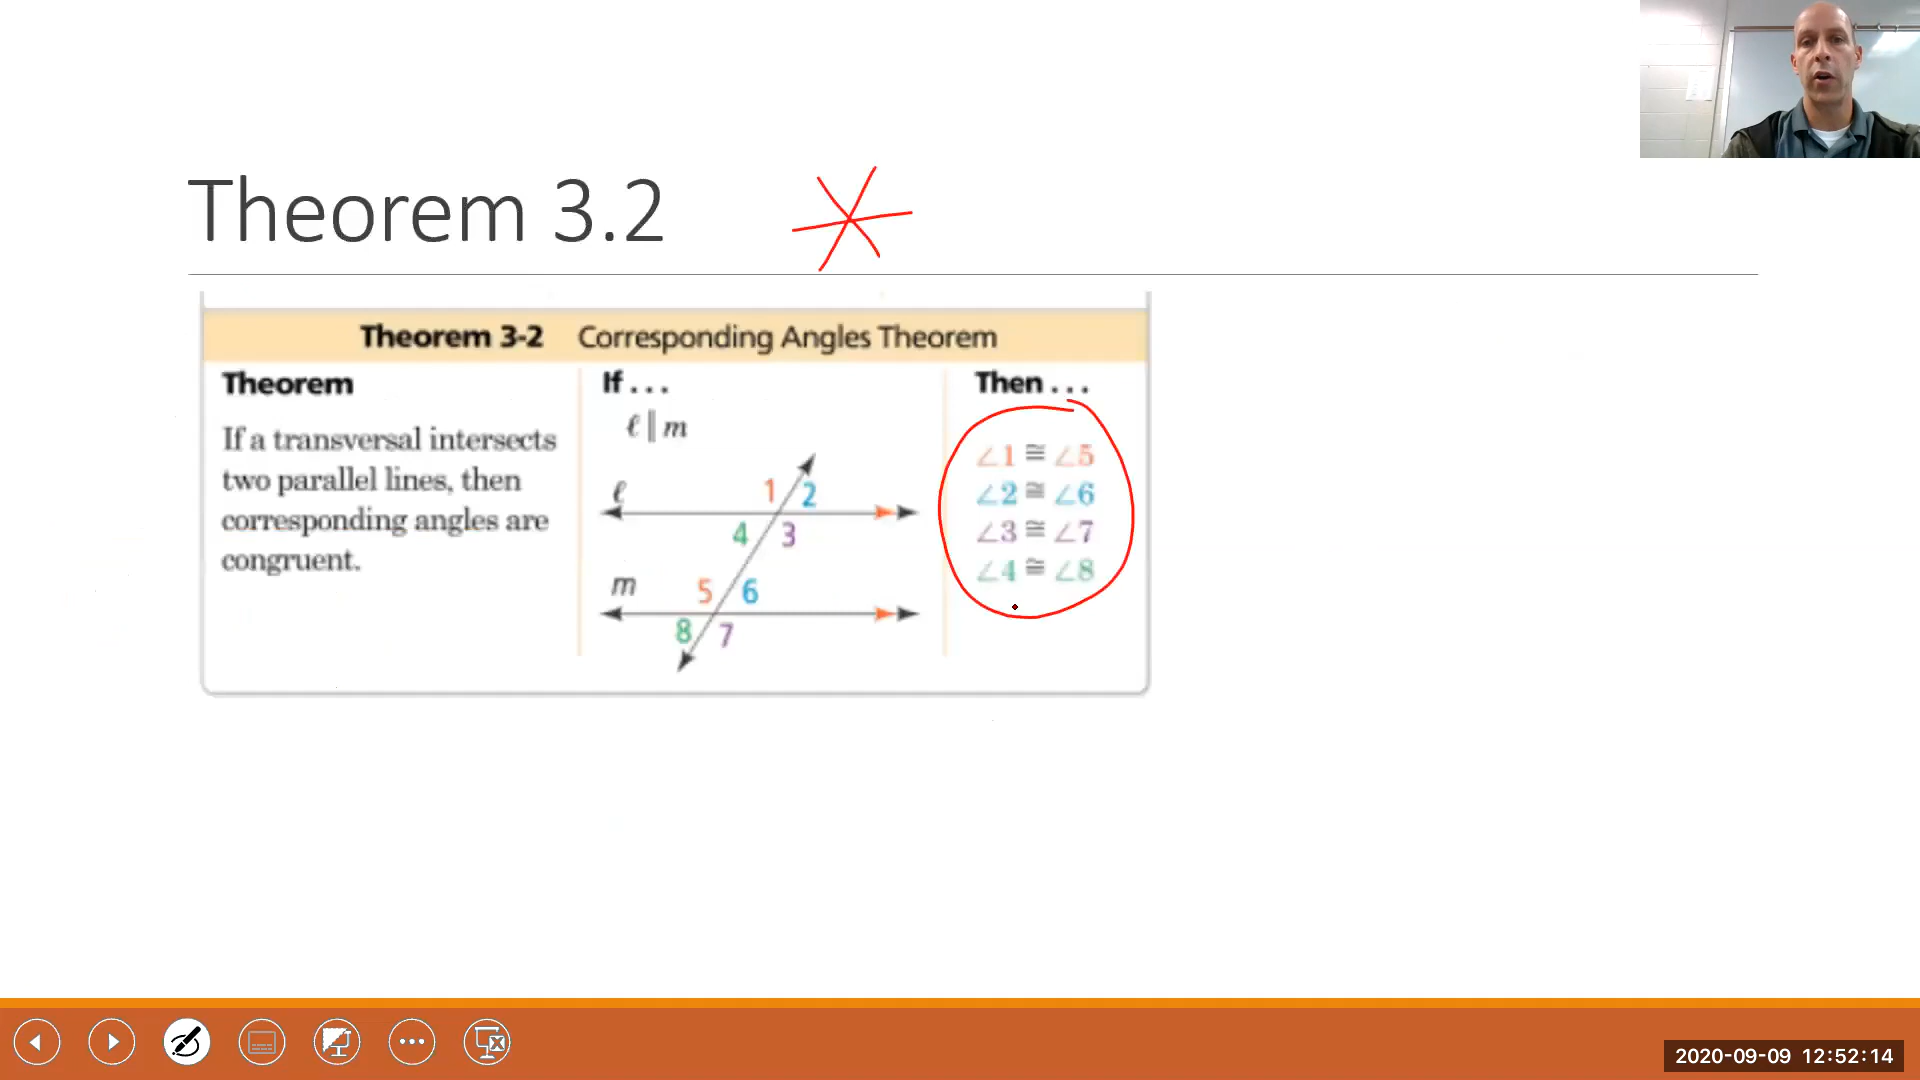 Theorem 3.2
Theorem 3-2 Corresponding Angles Theorem
Theorem
If a transversal intersects
two parallel lines, then
corresponding angles are
congruent.
If . . .
ℓ || m
ℓ
1 2
4 3
m
5 6
8 7
Then . . .
∠1 ≅ ∠5
∠2 ≅ ∠6
∠3 ≅ ∠7
∠4 ≅ ∠8
2020-09-09 12:52:14